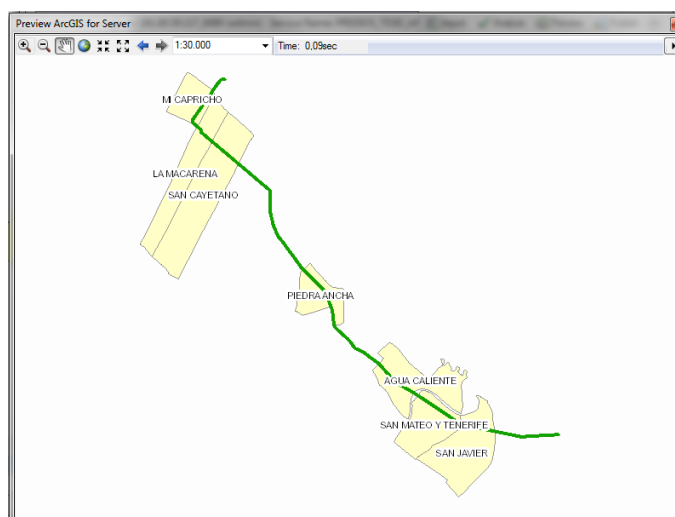 Preview ArcGIS for Server
1:30.000
Time: 0,09sec
MI CAPRICHO
LA MACARENA
SAN CAYETANO
PIEDRA ANCHA
AGUA CALIENTE
SAN MATEO Y TENERIFE
SAN JAVIER